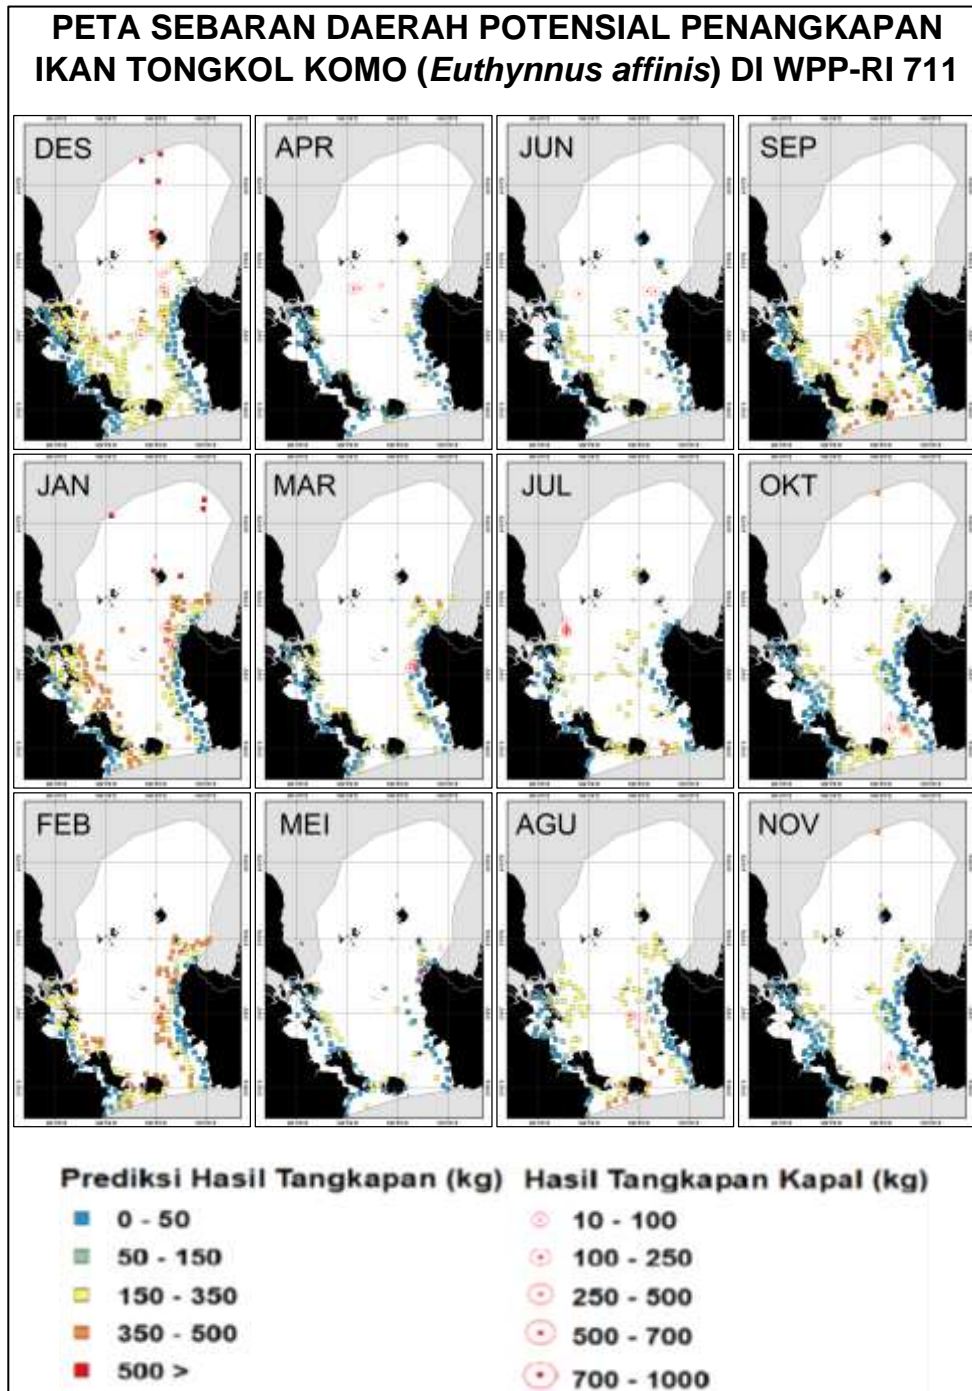 PETA SEBARAN DAERAH POTENSIAL PENANGKAPAN
IKAN TONGKOL KOMO (Euthynnus affinis) DI WPP-RI 711
DES
APR
JUN
SEP
JAN
MAR
JUL
OKT
FEB
MEI
AGU
NOV
Prediksi Hasil Tangkapan (kg)
0 - 50
50 - 150
150 - 350
350 - 500
500 >
Hasil Tangkapan Kapal (kg)
10 - 100
100 - 250
250 - 500
500 - 700
700 - 1000